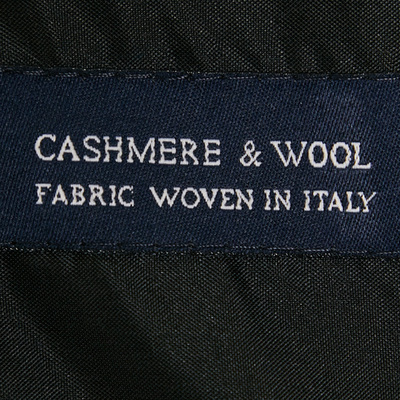 CASHMERE & WOOL
FABRIC WOVEN IN ITALY